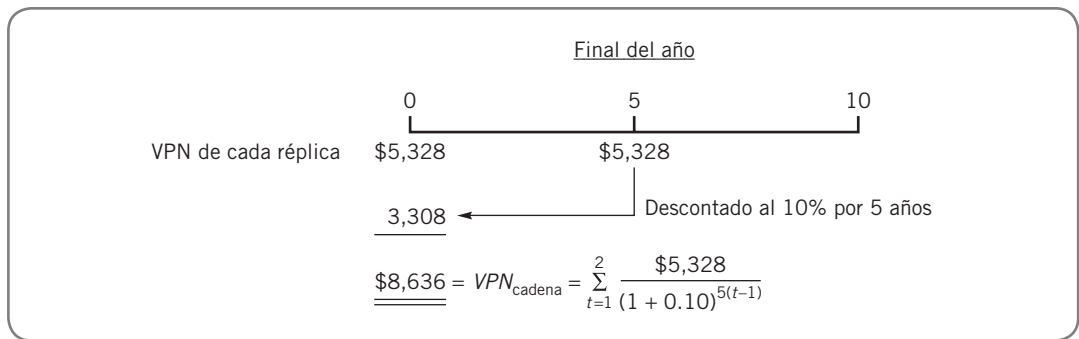 Final del año
0 5 10
VPN de cada réplica $5,328 $5,328
3,308 Descontado al 10% por 5 años
$8,636 = VPN_cadena = Σ_{t=1}^{2} $5,328 / (1 + 0.10)^{5(t–1)}